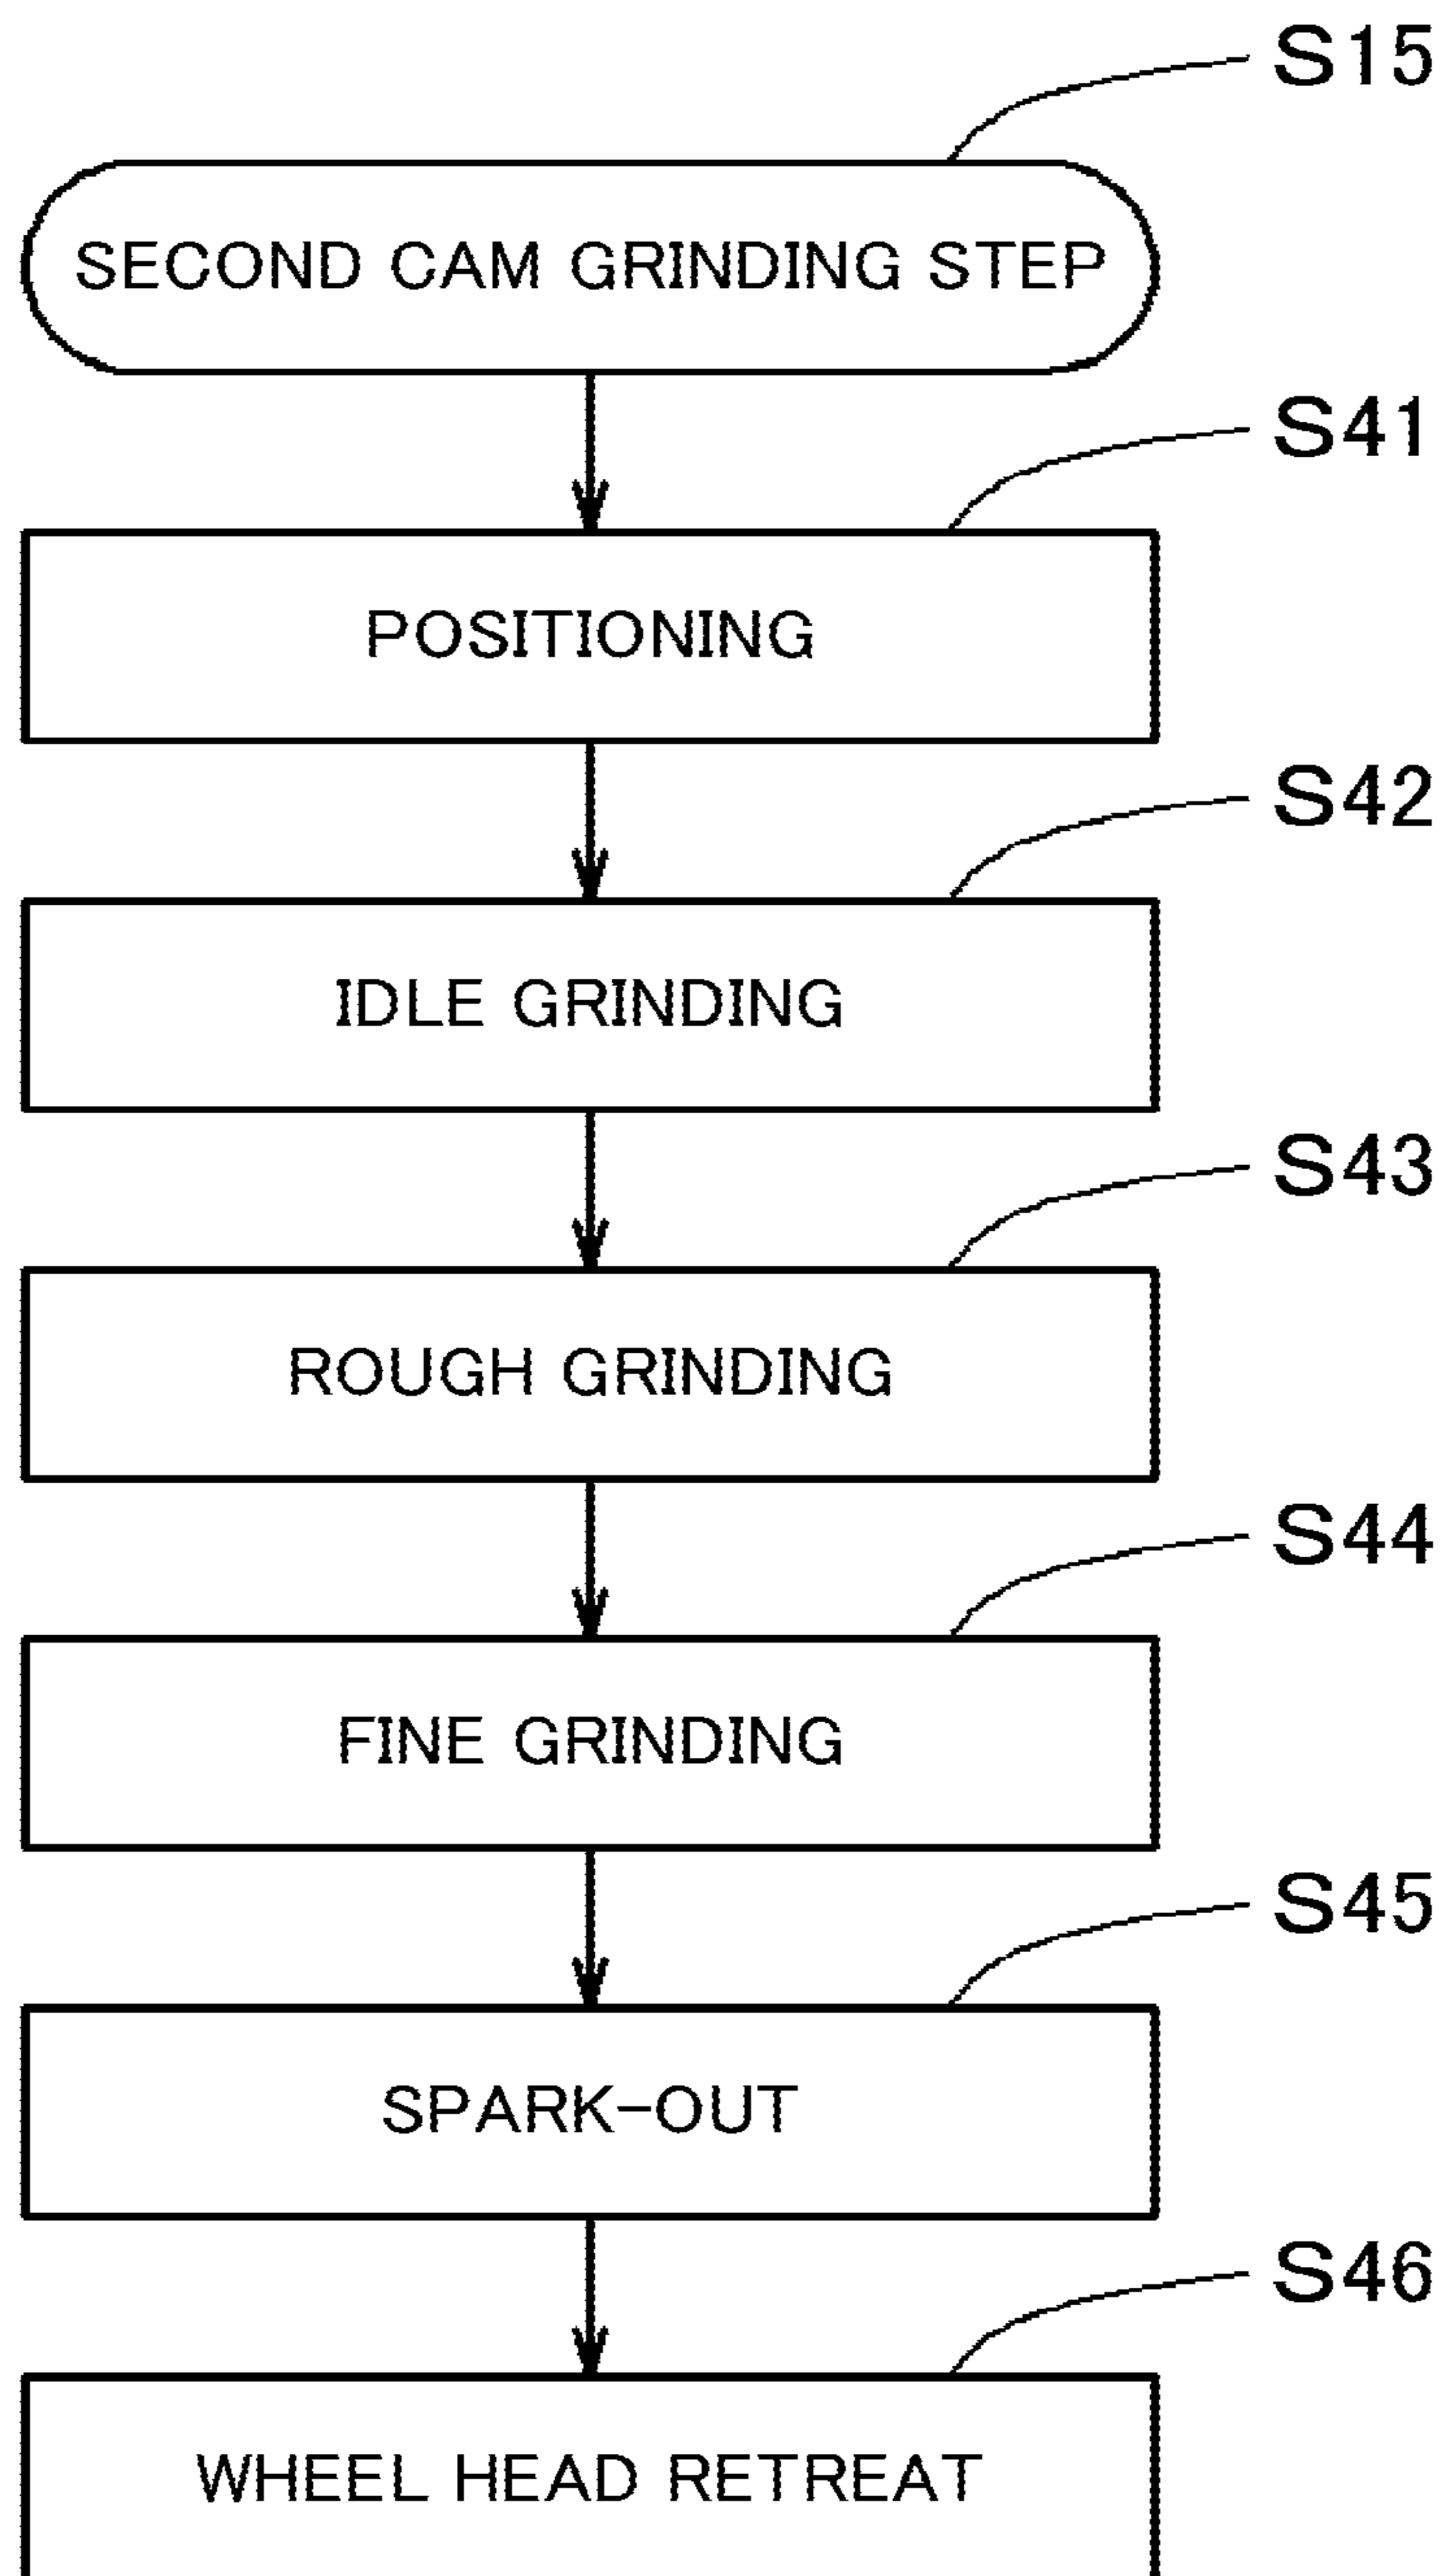 S15
SECOND CAM GRINDING STEP
S41
POSITIONING
S42
IDLE GRINDING
S43
ROUGH GRINDING
S44
FINE GRINDING
S45
SPARK-OUT
S46
WHEEL HEAD RETREAT